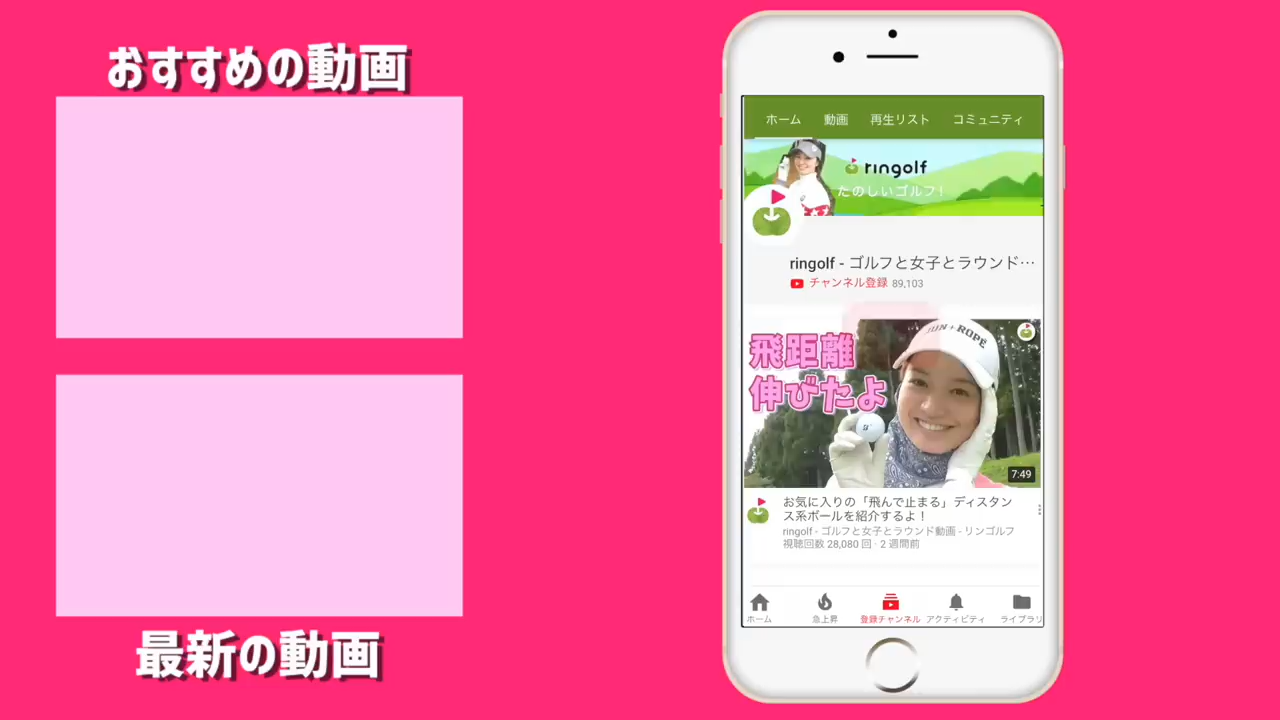 おすすめの動画
最新の動画
ホーム 動画 再生リスト コミュニティ
ringolf
たのしいゴルフ!
ringolf - ゴルフと女子とラウンド…
チャンネル登録 89,103
JUN+ROPE
飛距離
伸びたよ
7:49
お気に入りの「飛んで止まる」ディスタン
ス系ボールを紹介するよ！
ringolf - ゴルフと女子とラウンド動画 - リンゴルフ
視聴回数 28,080 回 · 2 週間前
ホーム 急上昇 登録チャンネル アクティビティ ライブラリ